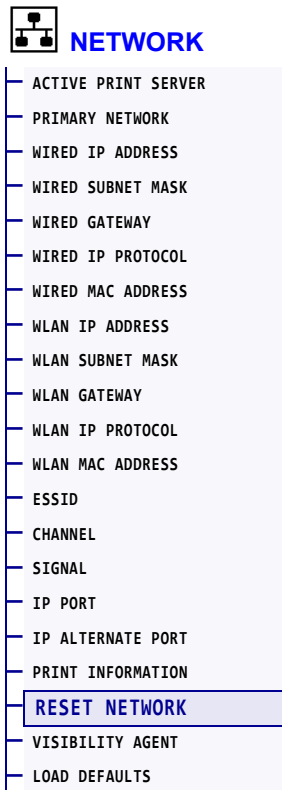 NETWORK
ACTIVE PRINT SERVER
PRIMARY NETWORK
WIRED IP ADDRESS
WIRED SUBNET MASK
WIRED GATEWAY
WIRED IP PROTOCOL
WIRED MAC ADDRESS
WLAN IP ADDRESS
WLAN SUBNET MASK
WLAN GATEWAY
WLAN IP PROTOCOL
WLAN MAC ADDRESS
ESSID
CHANNEL
SIGNAL
IP PORT
IP ALTERNATE PORT
PRINT INFORMATION
RESET NETWORK
VISIBILITY AGENT
LOAD DEFAULTS